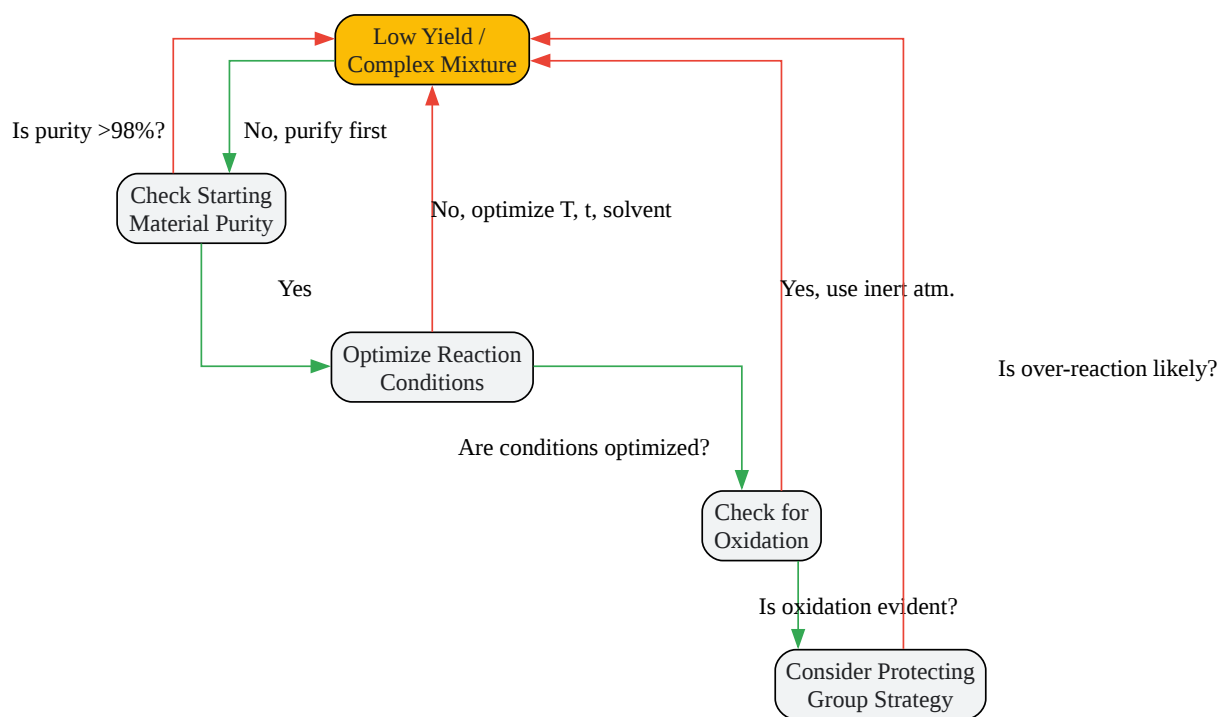 Low Yield /
Complex Mixture
Is purity >98%?
No, purify first
Check Starting
Material Purity
No, optimize T, t, solvent
Yes
Yes, use inert atm.
Optimize Reaction
Conditions
Is over-reaction likely?
Are conditions optimized?
Check for
Oxidation
Is oxidation evident?
Consider Protecting
Group Strategy